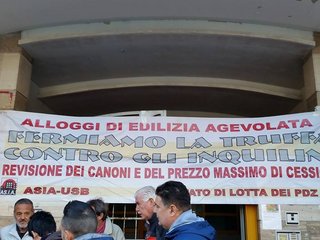 ALLOGGI DI EDILIZIA AGEVOLATA
FERMIAMO LA TRUFFA
CONTRO GLI INQUILINI
REVISIONE DEI CANONI E DEL PREZZO MASSIMO DI CESSI
A.S.I.A. ASIA-USB ATO DI LOTTA DEI PDZ